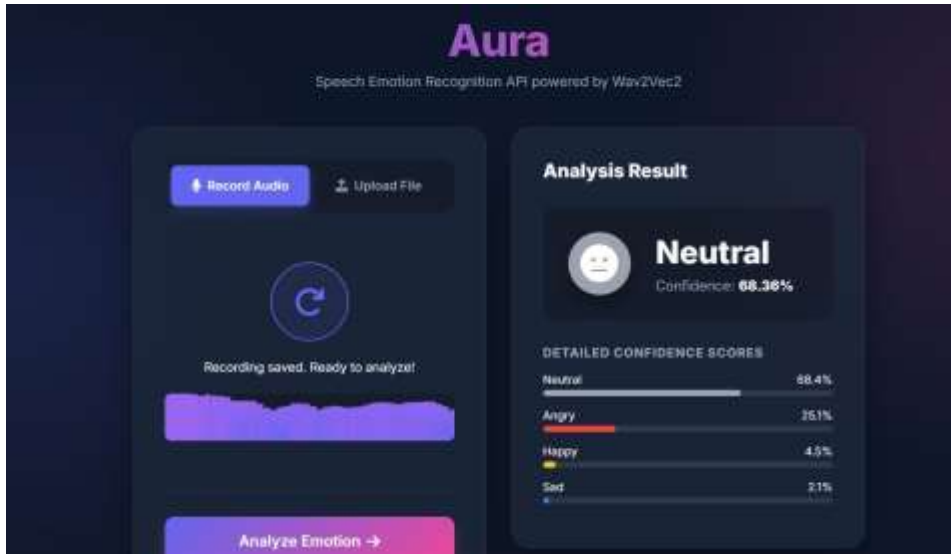 Aura
Speech Emotion Recognition API powered by Wav2Vec2
Record Audio
Upload File
Recording saved. Ready to analyze!
Analyze Emotion →
Analysis Result
Neutral
Confidence: 68.36%
DETAILED CONFIDENCE SCORES
Neutral 68.4%
Angry 25.1%
Happy 4.5%
Sad 2.1%